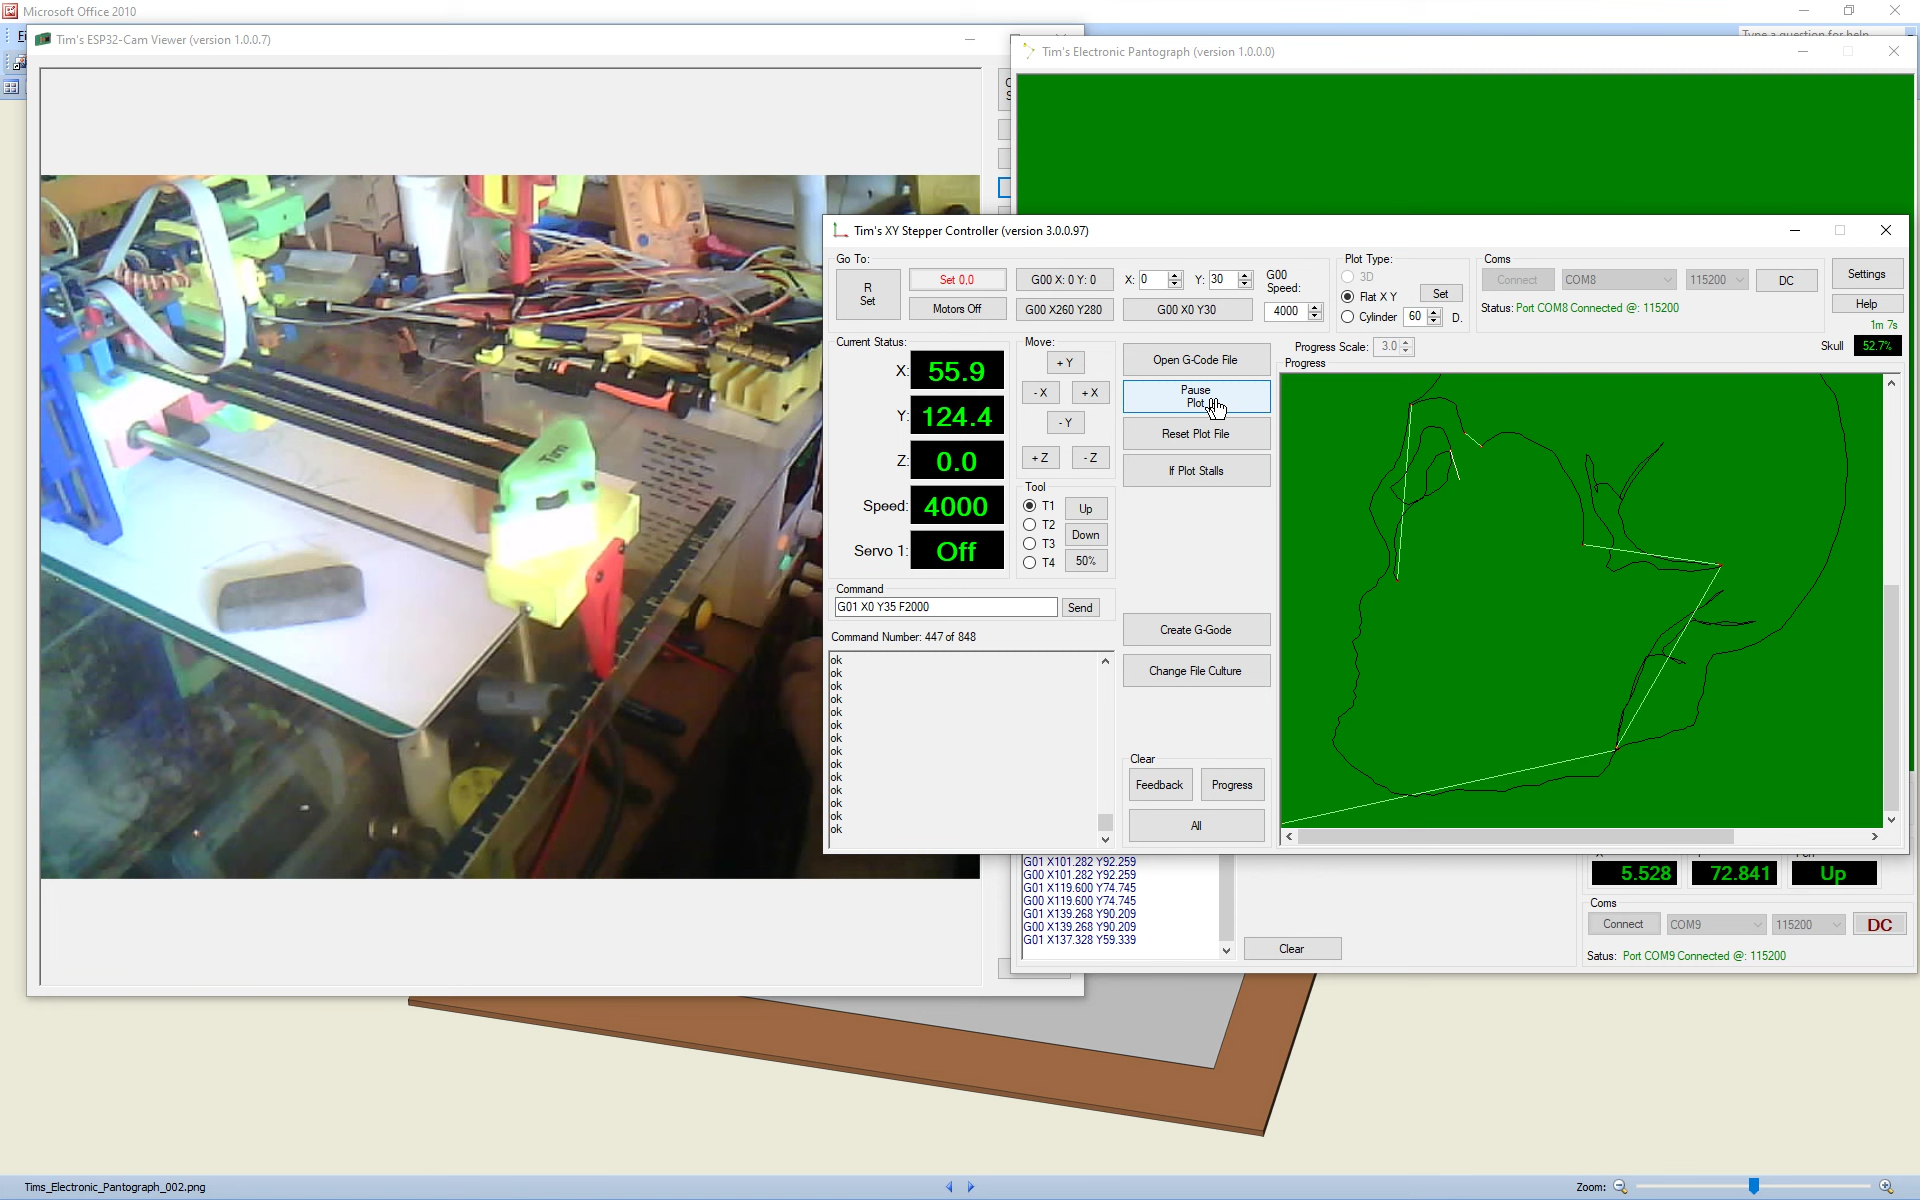 Microsoft Office 2010
Tim's ESP32-Cam Viewer (version 1.0.0.7)
Type a question for help
Tim's Electronic Pantograph (version 1.0.0.0)
Tim's XY Stepper Controller (version 3.0.0.97)
Go To:
R
Set
Set 0,0
Motors Off
G00 X: 0 Y: 0
G00 X260 Y280
X: 0
Y: 30
G00 X0 Y30
G00
Speed:
4000
Plot Type:
3D
Flat X Y
Set
Cylinder 60 D.
Coms
Connect
COM8
115200
DC
Status: Port COM8 Connected @: 115200
Settings
Help
1m 7s
Skull 52.7%
Current Status:
X: 55.9
Y: 124.4
Z: 0.0
Speed: 4000
Servo 1: Off
Move:
+ Y
- X
+ X
- Y
+ Z
- Z
Tool
T1
T2
T3
T4
Up
Down
50%
Open G-Code File
Pause
Plot
Reset Plot File
If Plot Stalls
Create G-Gode
Change File Culture
Clear
Feedback
Progress
All
Progress Scale: 3.0
Progress
Command
G01 X0 Y35 F2000
Send
Command Number: 447 of 848
ok
ok
ok
ok
ok
ok
ok
ok
ok
ok
ok
ok
ok
ok
Tim
G01 X101.282 Y92.259
G00 X101.282 Y92.259
G01 X119.600 Y74.745
G00 X119.600 Y74.745
G01 X139.268 Y90.209
G00 X139.268 Y90.209
G01 X137.328 Y59.339
Clear
5.528
72.841
Up
Coms
Connect
COM9
115200
DC
Satus: Port COM9 Connected @: 115200
Tims_Electronic_Pantograph_002.png
Zoom: